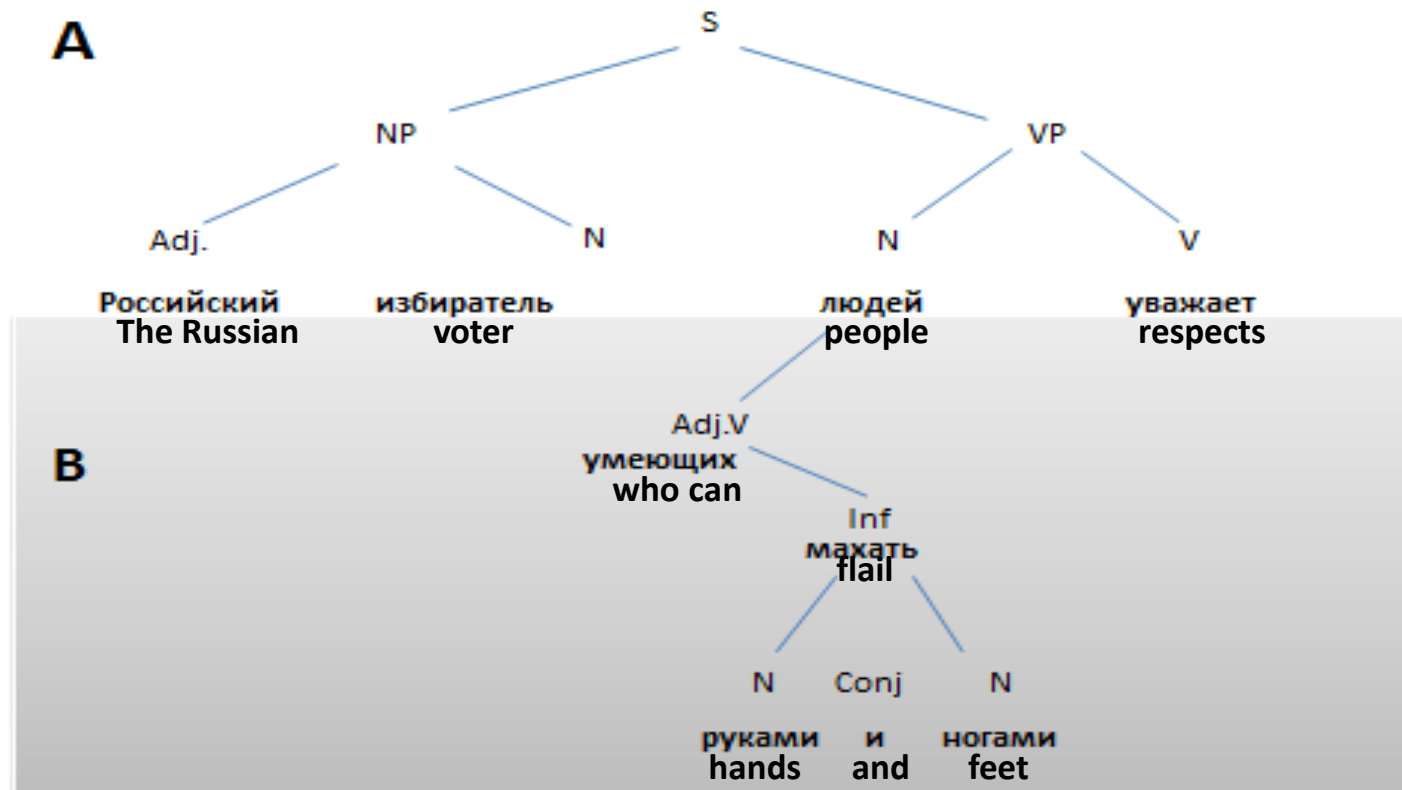 A
S
NP VP
Adj. N N V
Российский избиратель людей уважает
The Russian voter people respects
Adj.V
B
умеющих
who can
Inf
махать
flail
N Conj N
руками и ногами
hands and feet